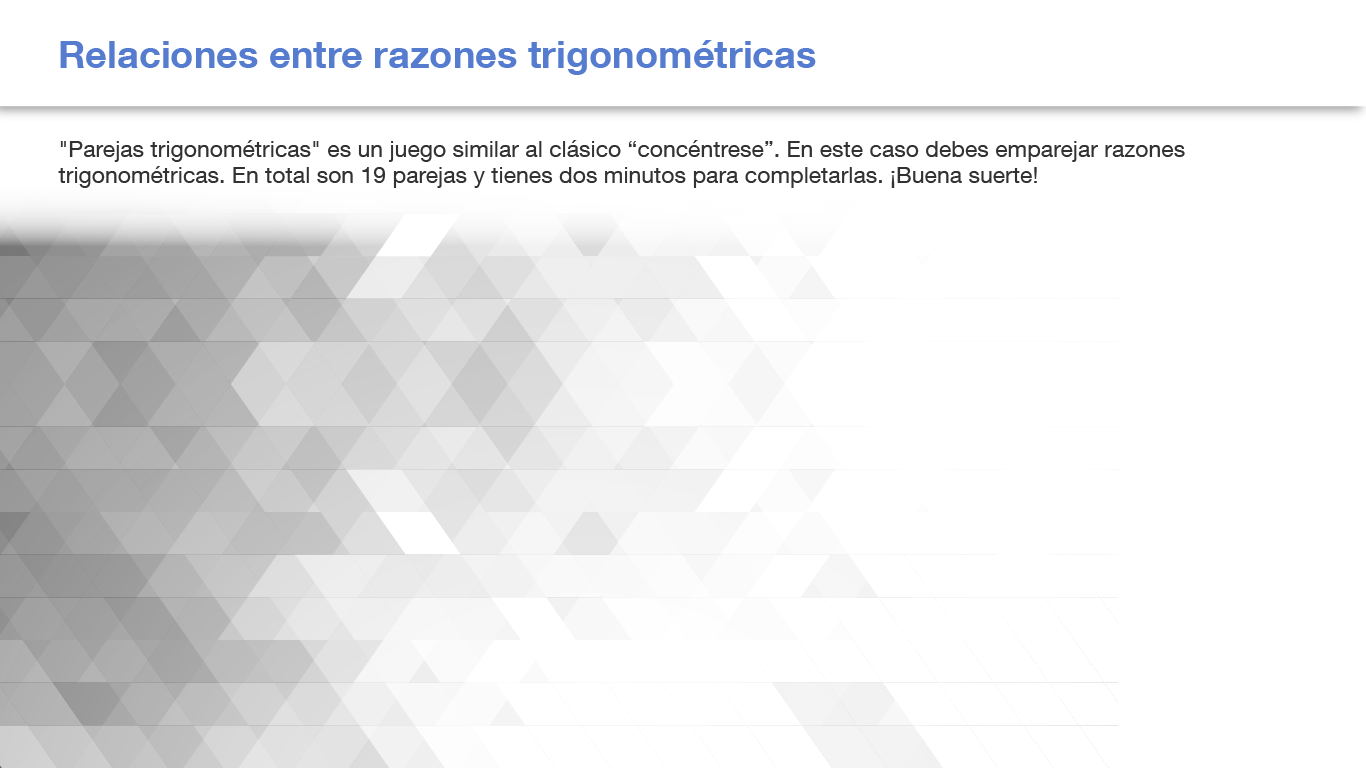 Relaciones entre razones trigonométricas
"Parejas trigonométricas" es un juego similar al clásico “concéntrese”. En este caso debes emparejar razones
trigonométricas. En total son 19 parejas y tienes dos minutos para completarlas. ¡Buena suerte!